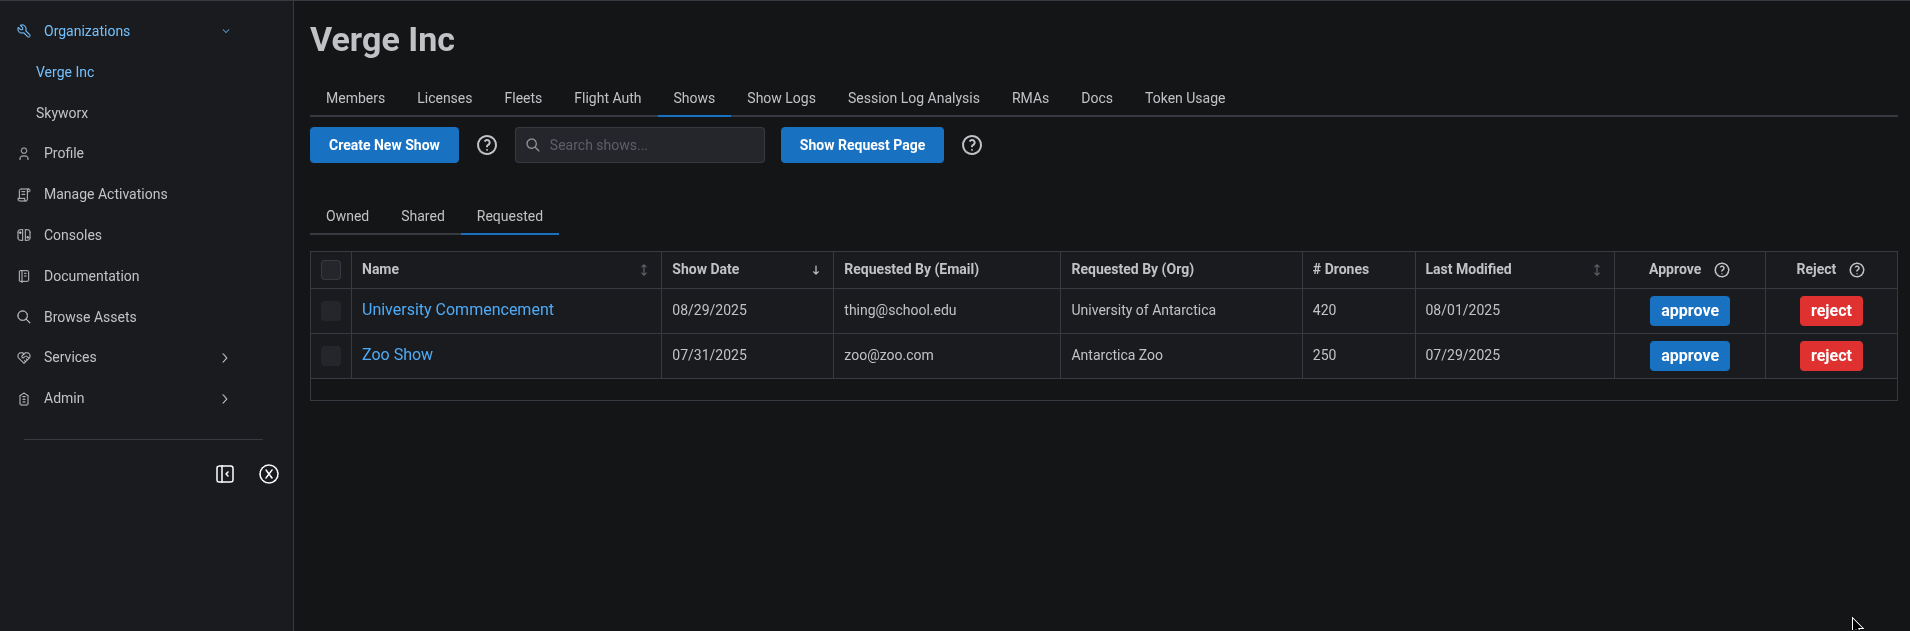 Organizations
Verge Inc
Skyworx
Profile
Manage Activations
Consoles
Documentation
Browse Assets
Services
Admin
Verge Inc
Members Licenses Fleets Flight Auth Shows Show Logs Session Log Analysis RMAs Docs Token Usage
Create New Show Search shows... Show Request Page
Owned Shared Requested
Name Show Date Requested By (Email) Requested By (Org) # Drones Last Modified Approve Reject
University Commencement 08/29/2025 thing@school.edu University of Antarctica 420 08/01/2025 approve reject
Zoo Show 07/31/2025 zoo@zoo.com Antarctica Zoo 250 07/29/2025 approve reject